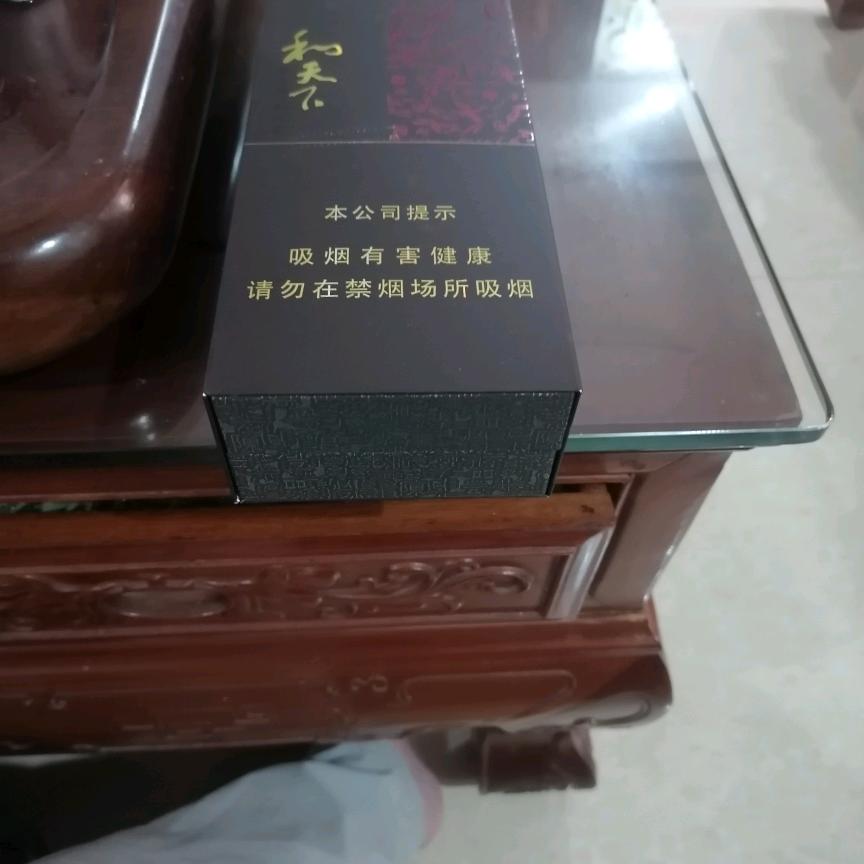 和天下
本公司提示
吸烟有害健康
请勿在禁烟场所吸烟